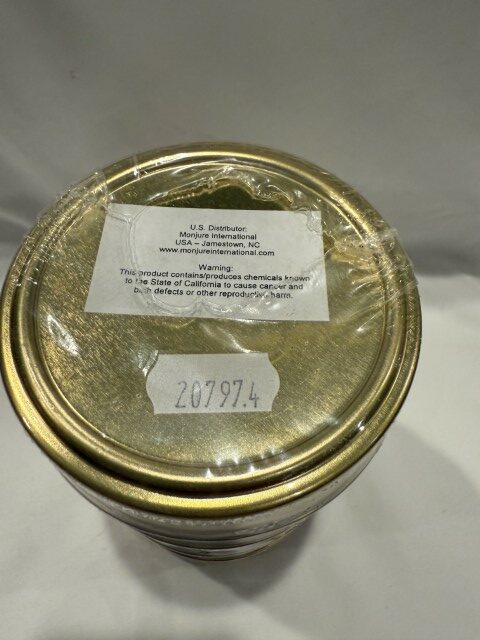 U.S. Distributor:
Monjure International
USA – Jamestown, NC
www.monjureinternational.com
Warning:
This product contains/produces chemicals known
to the State of California to cause cancer and
birth defects or other reproductive harm.
20797.4